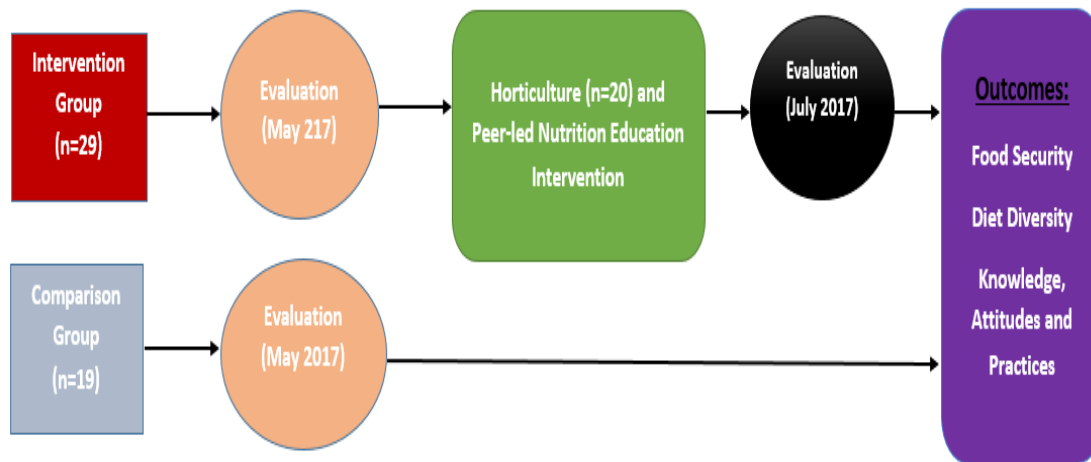 Intervention
Group
(n=29)
Evaluation
(May 217)
Horticulture (n=20) and
Peer-led Nutrition Education
Intervention
Evaluation
(July 2017)
Outcomes:
Food Security
Diet Diversity
Knowledge,
Attitudes and
Practices
Comparison
Group
(n=19)
Evaluation
(May 2017)